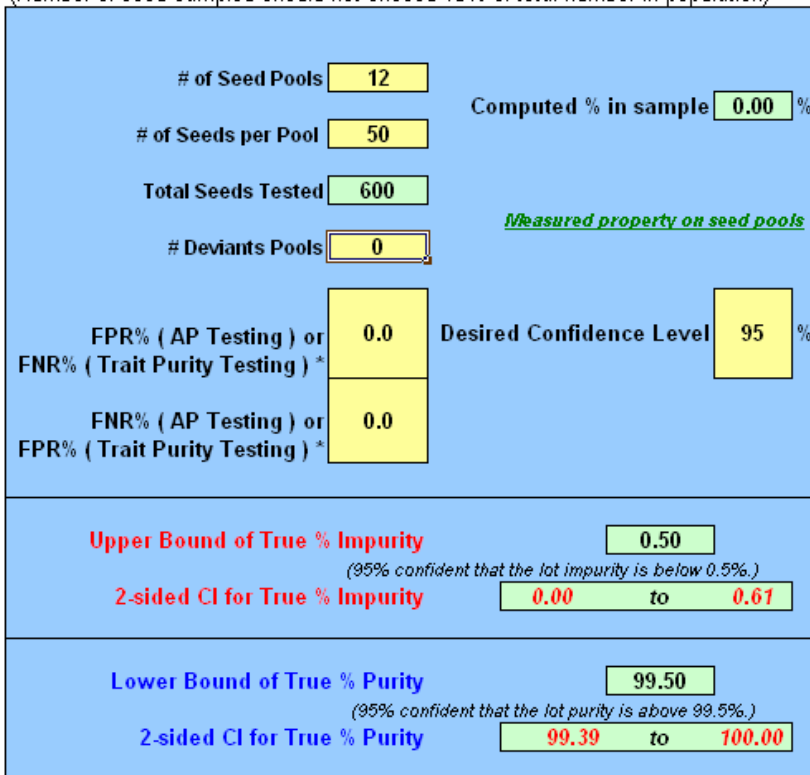 # of Seed Pools 12
Computed % in sample 0.00 %
# of Seeds per Pool 50
Total Seeds Tested 600
Measured property on seed pools
# Deviants Pools 0
FPR% ( AP Testing ) or
FNR% ( Trait Purity Testing ) * 0.0
Desired Confidence Level 95 %
FNR% ( AP Testing ) or
FPR% ( Trait Purity Testing ) * 0.0
Upper Bound of True % Impurity 0.50
(95% confident that the lot impurity is below 0.5%.)
2-sided CI for True % Impurity 0.00 to 0.61
Lower Bound of True % Purity 99.50
(95% confident that the lot purity is above 99.5%.)
2-sided CI for True % Purity 99.39 to 100.00